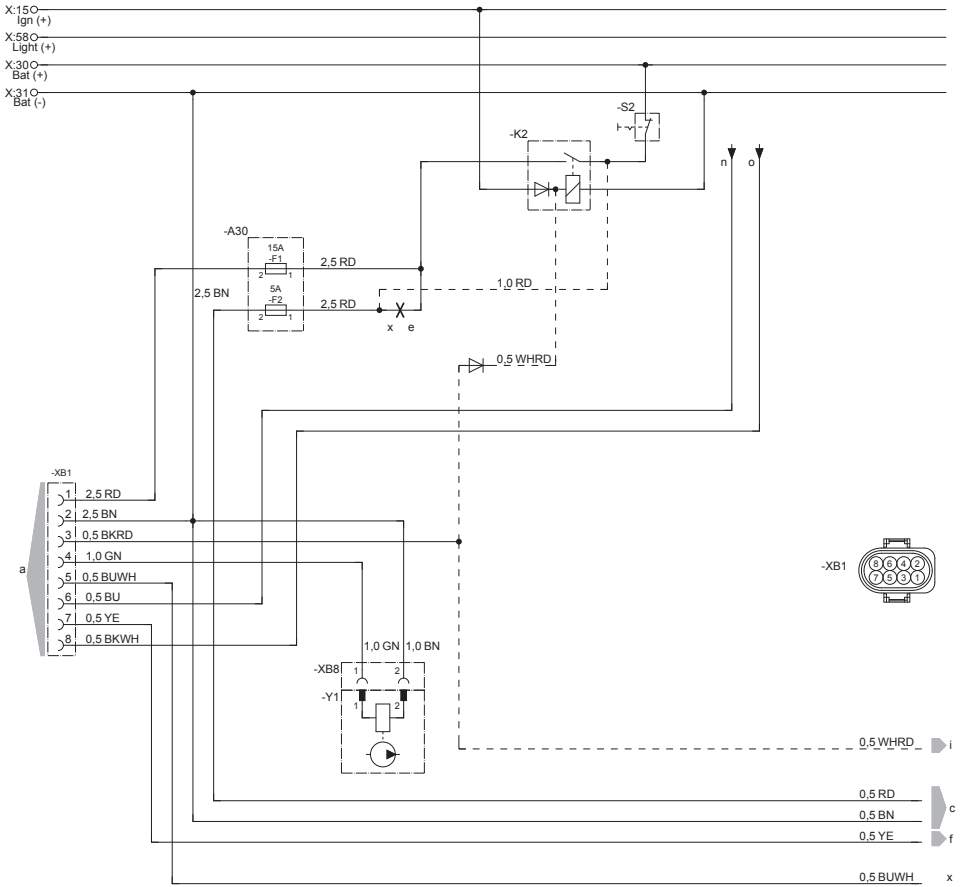 X:15
Ign (+)
X:58
Light (+)
X:30
Bat (+)
X:31
Bat (-)
-S2
-K2
n o
-A30
15A
-F1
2 1
2,5 RD
2,5 BN
5A
-F2
2 1
2,5 RD
1,0 RD
x e
0,5 WHRD
-XB1
1 2,5 RD
2 2,5 BN
3 0,5 BKRD
4 1,0 GN
a
5 0,5 BUWH
6 0,5 BU
7 0,5 YE
8 0,5 BKWH
-XB1
8 6 4 2
7 5 3 1
1,0 GN 1,0 BN
-XB8
1 2
-Y1
1 2
0,5 WHRD i
0,5 RD
c
0,5 BN
0,5 YE f
0,5 BUWH x